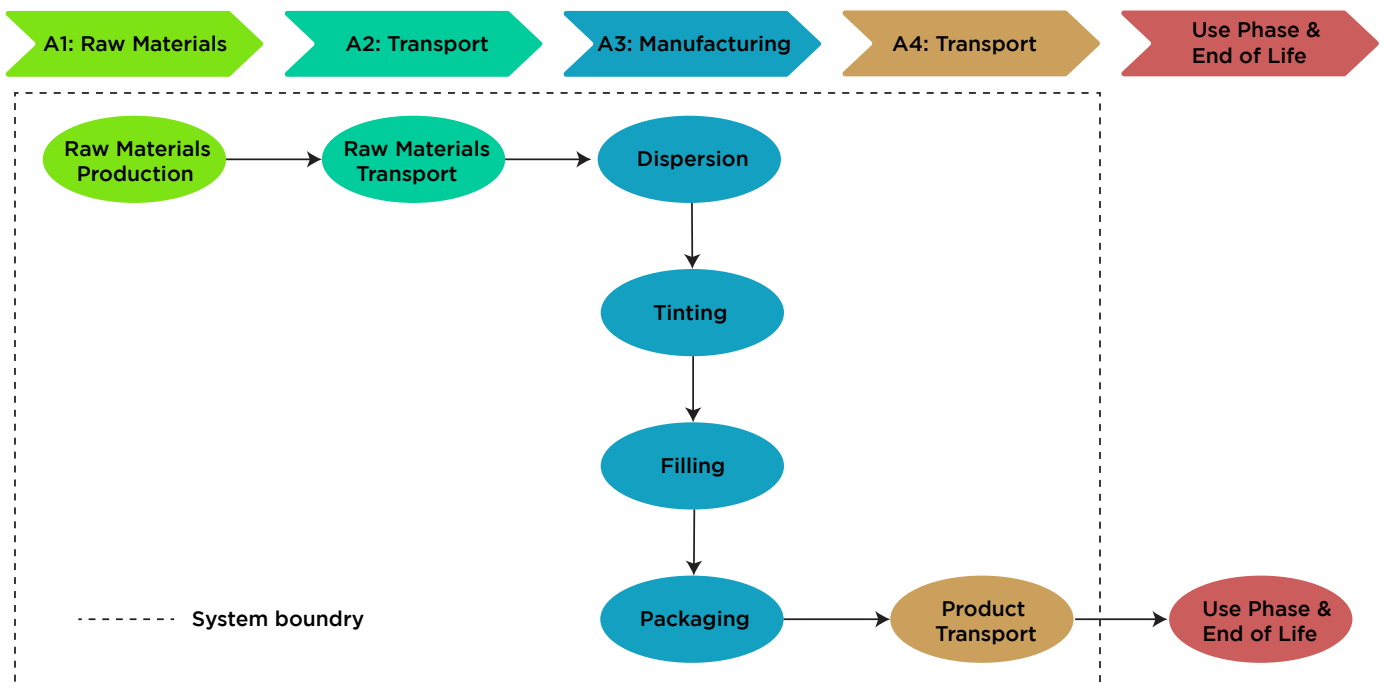 A1: Raw Materials
A2: Transport
A3: Manufacturing
A4: Transport
Use Phase &
End of Life
Raw Materials
Production
Raw Materials
Transport
Dispersion
Tinting
Filling
Packaging
Product
Transport
Use Phase &
End of Life
System boundry